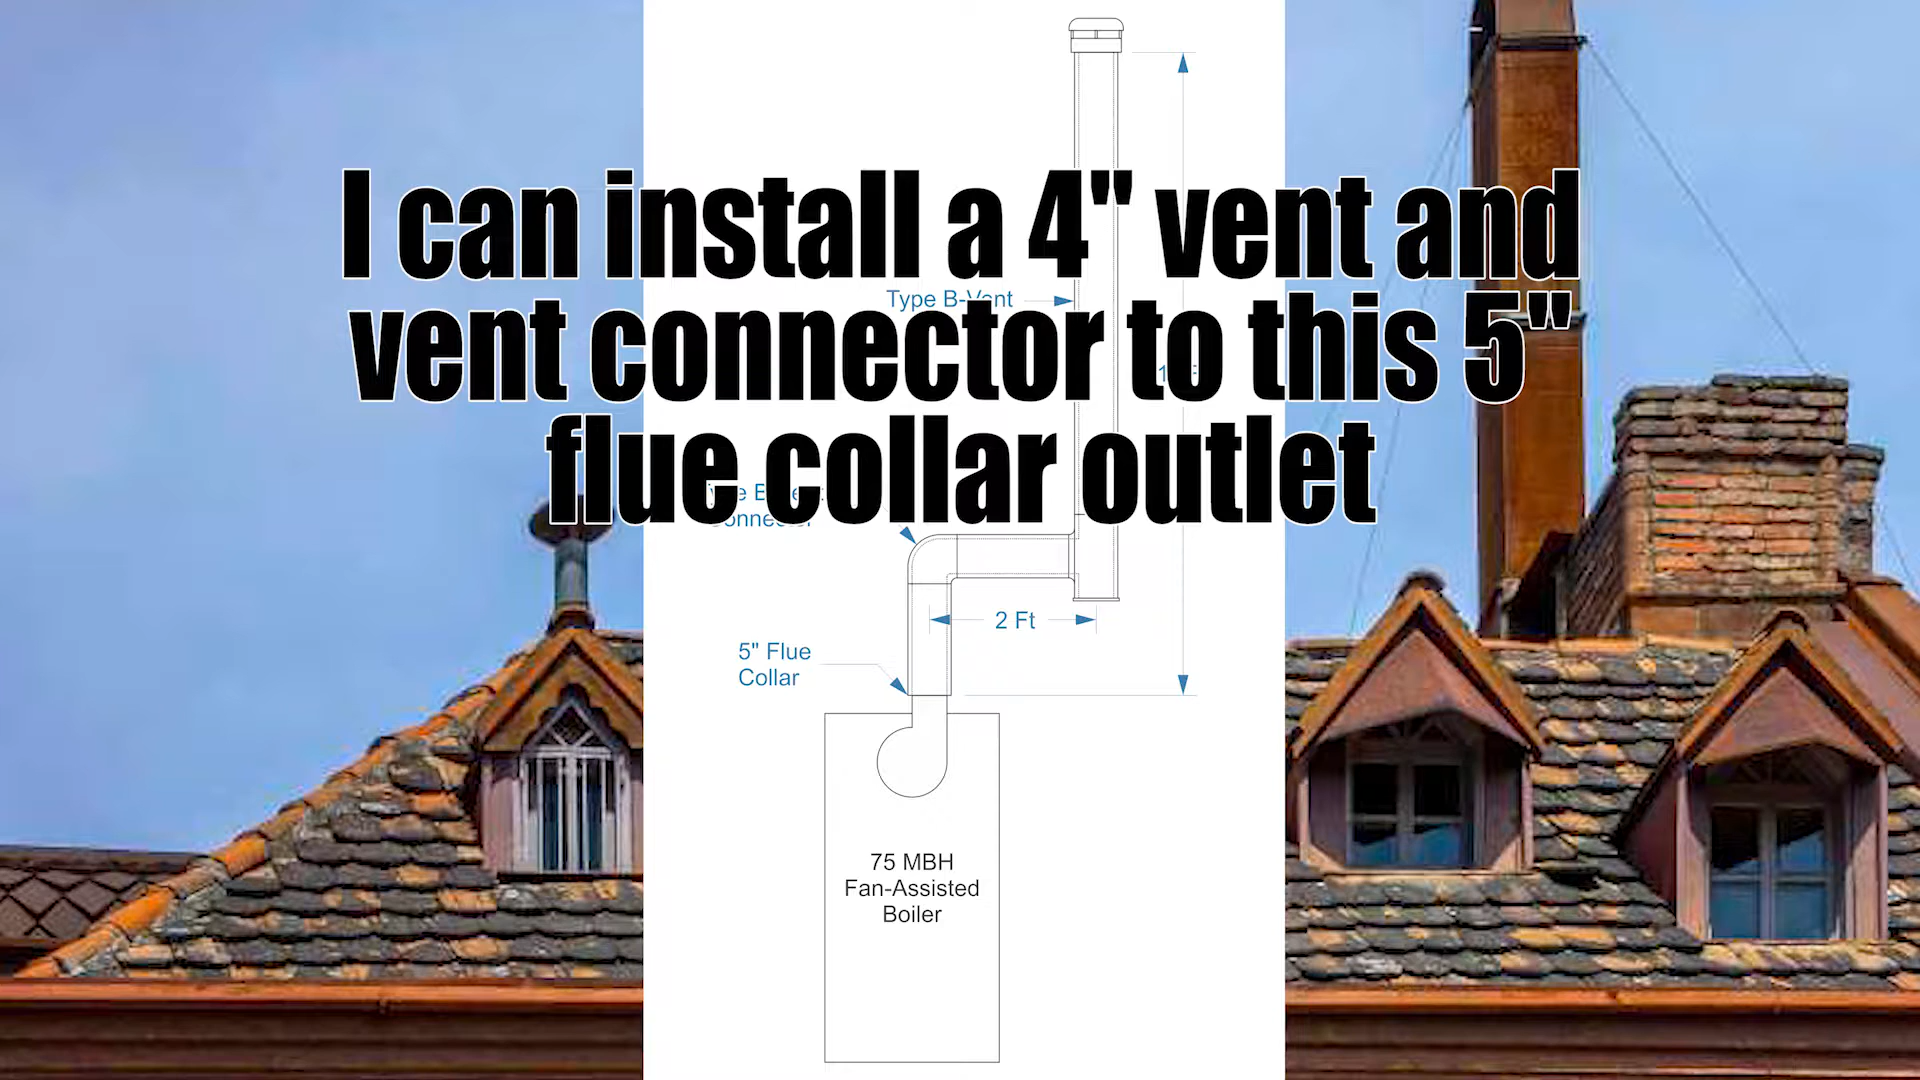 I can install a 4" vent and
vent connector to this 5"
flue collar outlet
Type B-Vent
2 Ft
5" Flue
Collar
75 MBH
Fan-Assisted
Boiler